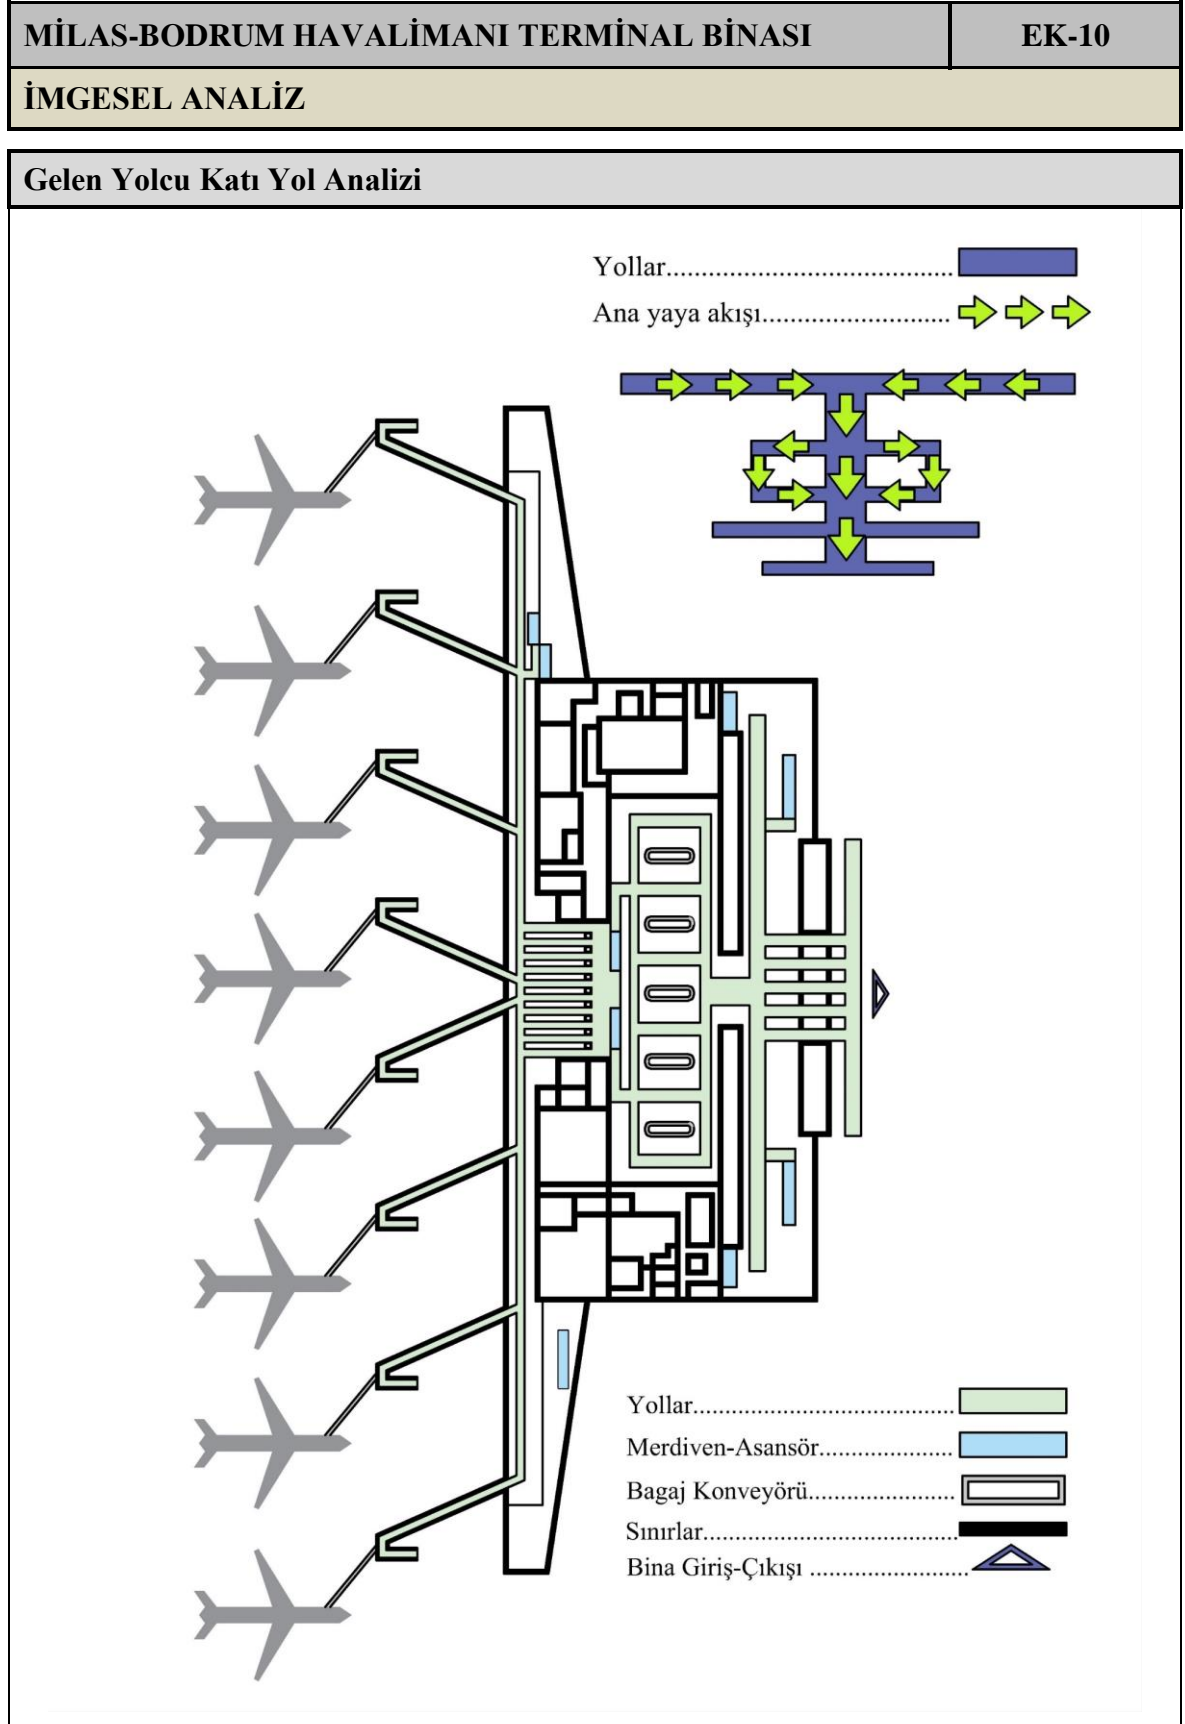 MİLAS-BODRUM HAVALİMANI TERMİNAL BİNASI EK-10
İMGESEL ANALİZ
Gelen Yolcu Katı Yol Analizi
Yollar.........................................
Ana yaya akışı...........................
Yollar.........................................
Merdiven-Asansör.....................
Bagaj Konveyörü.......................
Sınırlar........................................
Bina Giriş-Çıkışı .........................